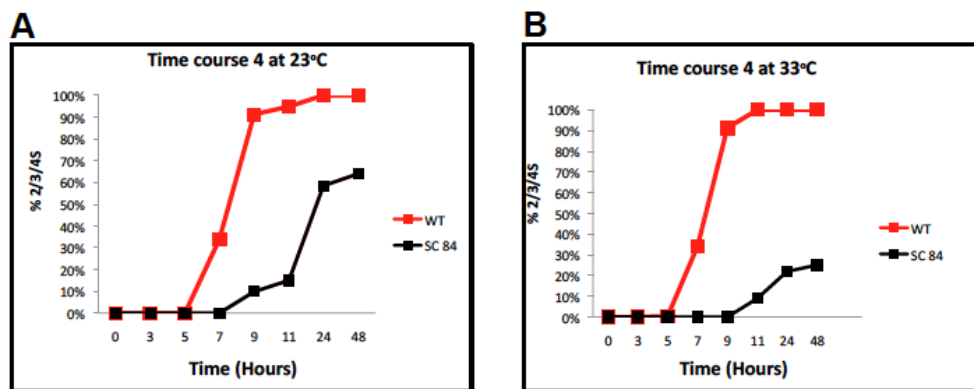 A
Time course 4 at 23ºC
100%
90%
80%
70%
60%
50%
40%
30%
20%
10%
0%
% 2/3/4S
0 3 5 7 9 11 24 48
Time (Hours)
WT
SC 84
B
Time course 4 at 33ºC
100%
90%
80%
70%
60%
50%
40%
30%
20%
10%
0%
% 2/3/4S
0 3 5 7 9 11 24 48
Time (Hours)
WT
SC 84